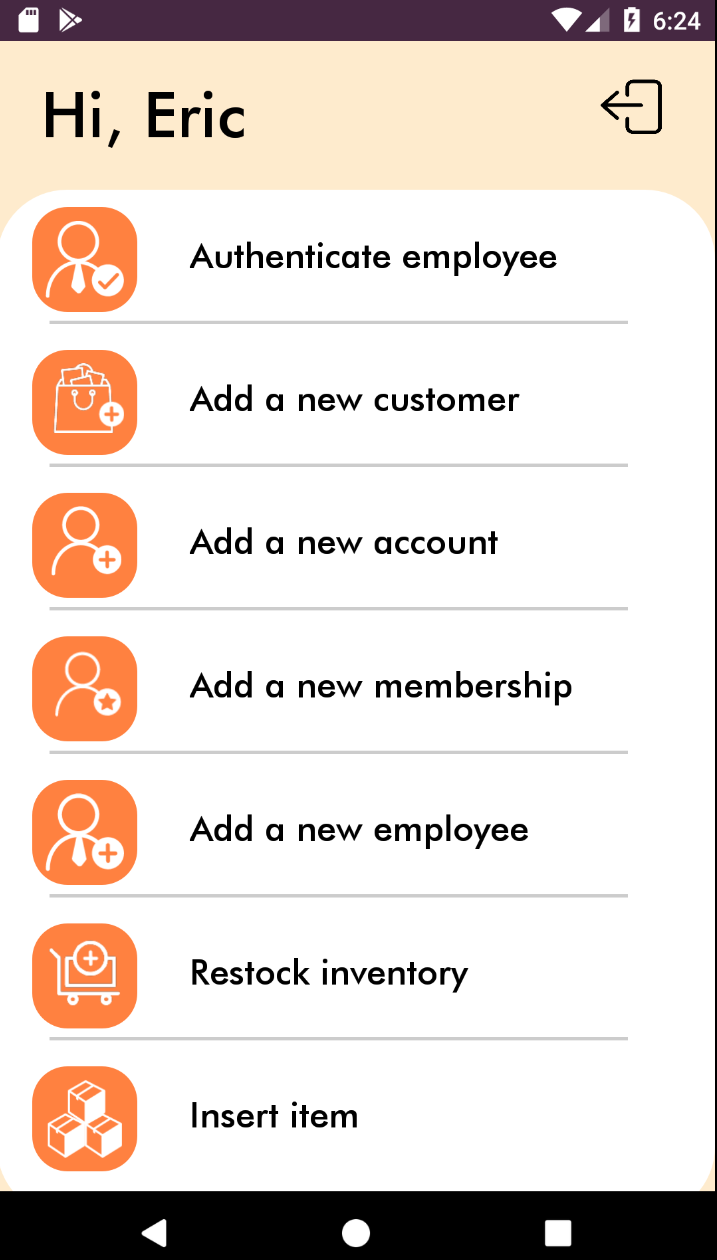 6:24
Hi, Eric
Authenticate employee
Add a new customer
Add a new account
Add a new membership
Add a new employee
Restock inventory
Insert item